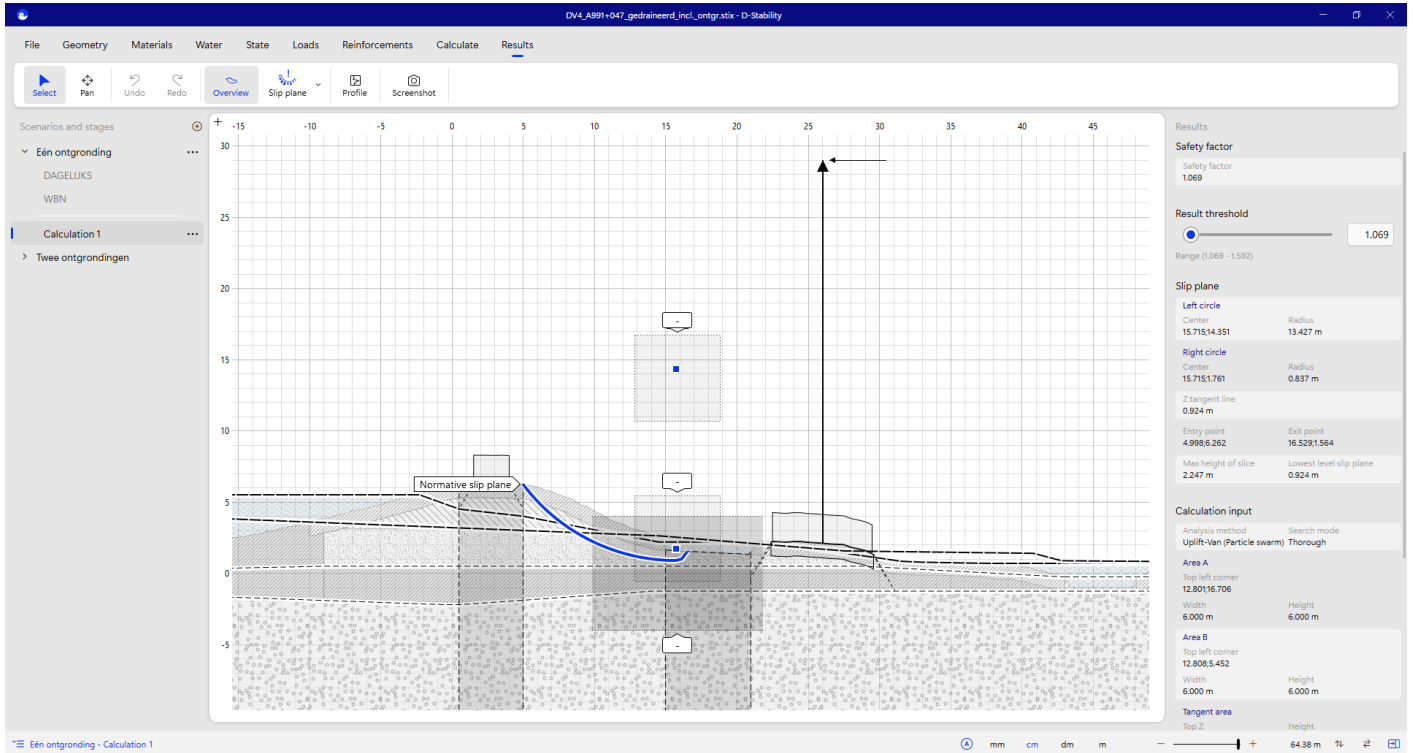 DV4_A991+047_gedraineerd_incl._ontgr.stix - D-Stability
File Geometry Materials Water State Loads Reinforcements Calculate Results
Select Pan Undo Redo Overview Slip plane Profile Screenshot
Scenarios and stages
Eén ontgronding
DAGELIJKS
WBN
Calculation 1
Twee ontgrondingen
-15 -10 -5 0 5 10 15 20 25 30 35 40 45
30
25
20
15
10
5
0
-5
-
-
-
Normative slip plane
Results
Safety factor
Safety factor
1.069
Result threshold
1.069
Range (1.069 - 1.592)
Slip plane
Left circle
Center Radius
15.715;14.351 13.427 m
Right circle
Center Radius
15.715;1.761 0.837 m
Z tangent line
0.924 m
Entry point Exit point
4.998;6.262 16.529;1.564
Max height of slice Lowest level slip plane
2.247 m 0.924 m
Calculation input
Analysis method Search mode
Uplift-Van (Particle swarm) Thorough
Area A
Top left corner
12.801;16.706
Width Height
6.000 m 6.000 m
Area B
Top left corner
12.808;5.452
Width Height
6.000 m 6.000 m
Tangent area
Top Z Height
Eén ontgronding - Calculation 1
A mm cm dm m − + 64.38 m